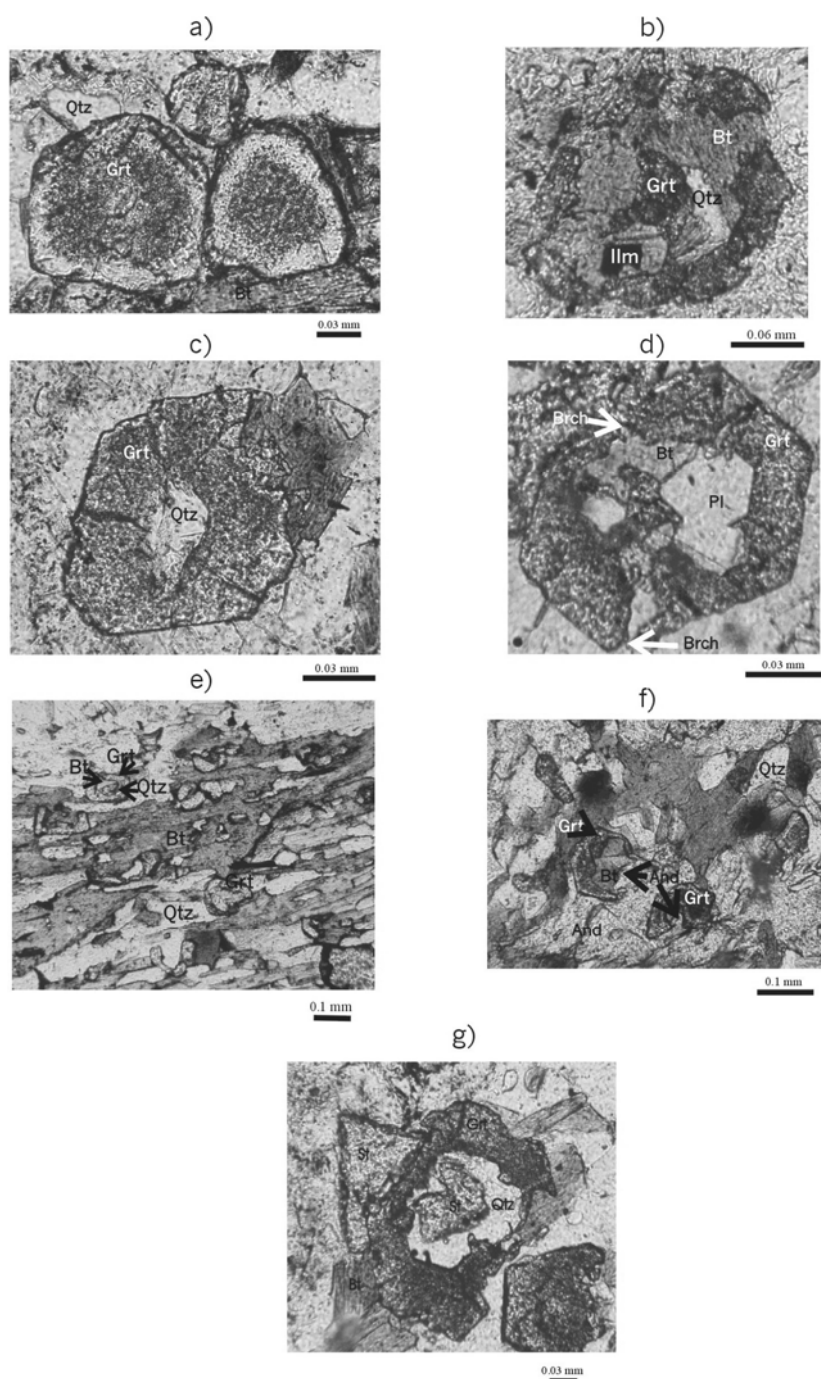 a)
Qtz
Grt
Bt
0.03 mm
b)
Bt
Grt
Qtz
Ilm
0.06 mm
c)
Grt
Qtz
0.03 mm
d)
Brch
Grt
Bt
Pl
Brch
0.03 mm
e)
Grt
Bt
Qtz
Bt
Grt
Qtz
0.1 mm
f)
Qtz
Grt
Bt And
Grt
And
0.1 mm
g)
Grt
St
St Qtz
Bt
0.03 mm